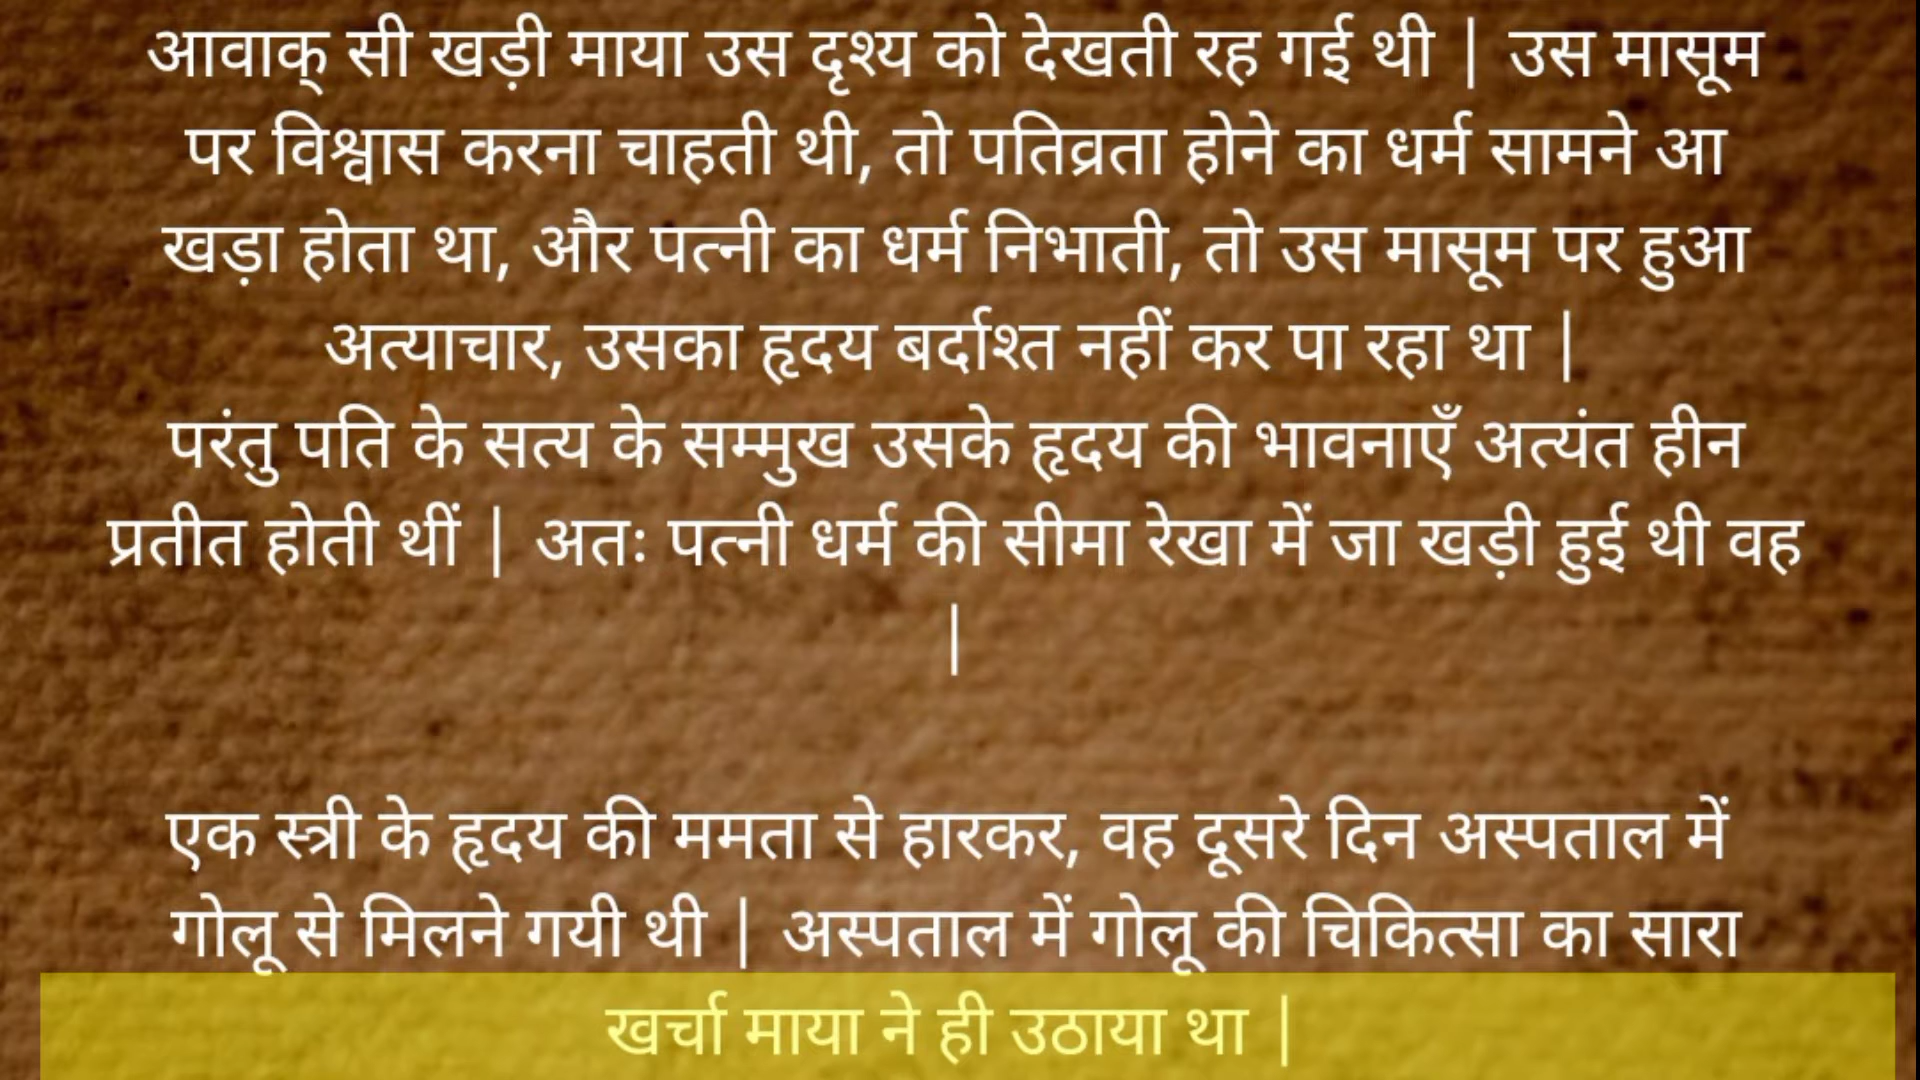 आवाक् सी खड़ी माया उस दृश्य को देखती रह गई थी | उस मासूम
पर विश्वास करना चाहती थी, तो पतिव्रता होने का धर्म सामने आ
खड़ा होता था, और पत्नी का धर्म निभाती, तो उस मासूम पर हुआ
अत्याचार, उसका हृदय बर्दाश्त नहीं कर पा रहा था |
परंतु पति के सत्य के सम्मुख उसके हृदय की भावनाएँ अत्यंत हीन
प्रतीत होती थीं | अतः पत्नी धर्म की सीमा रेखा में जा खड़ी हुई थी वह
|
एक स्त्री के हृदय की ममता से हारकर, वह दूसरे दिन अस्पताल में
गोलू से मिलने गयी थी | अस्पताल में गोलू की चिकित्सा का सारा
खर्चा माया ने ही उठाया था |